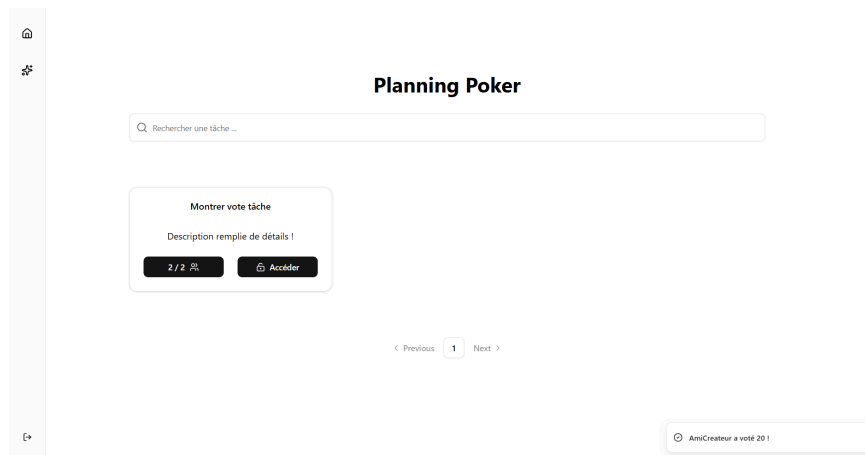 Planning Poker
Rechercher une tâche ...
Montrer vote tâche
Description remplie de détails !
2 / 2
Accéder
Previous 1 Next
AmiCreateur a voté 20 !